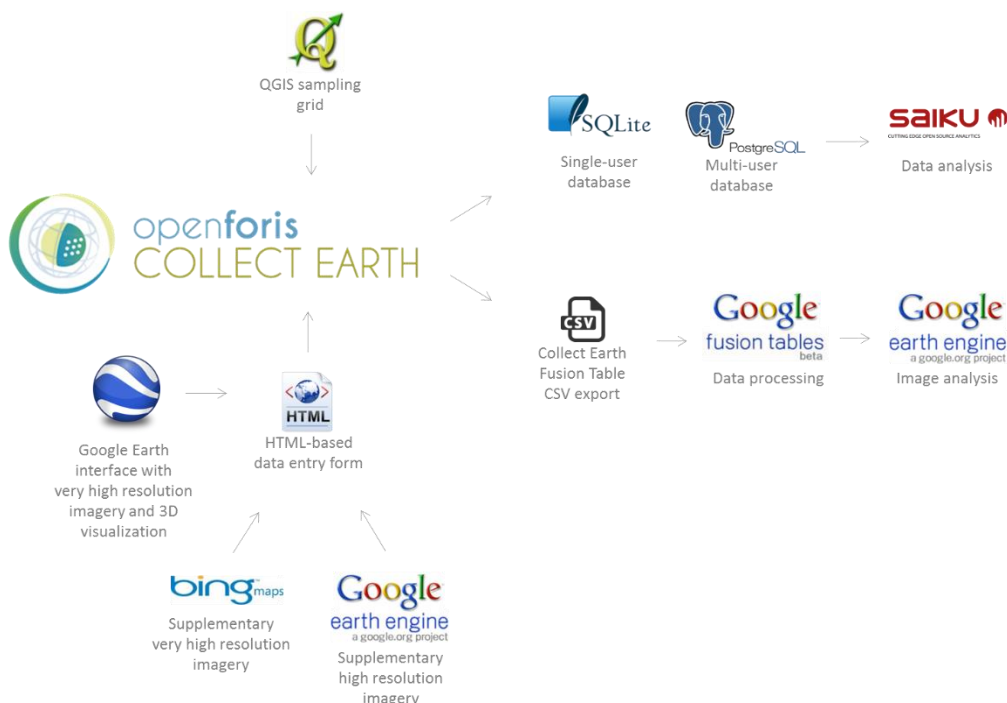 QGIS sampling
grid
SQLite
Single-user
database
PostgreSQL
Multi-user
database
saiku
CUTTING EDGE OPEN SOURCE ANALYTICS
Data analysis
openforis
COLLECT EARTH
CSV
Collect Earth
Fusion Table
CSV export
Google
fusion tables
beta
Data processing
Google
earth engine
a google.org project
Image analysis
Google Earth
interface with
very high resolution
imagery and 3D
visualization
HTML
HTML-based
data entry form
bing maps
Supplementary
very high resolution
imagery
Google
earth engine
a google.org project
Supplementary
high resolution
imagery